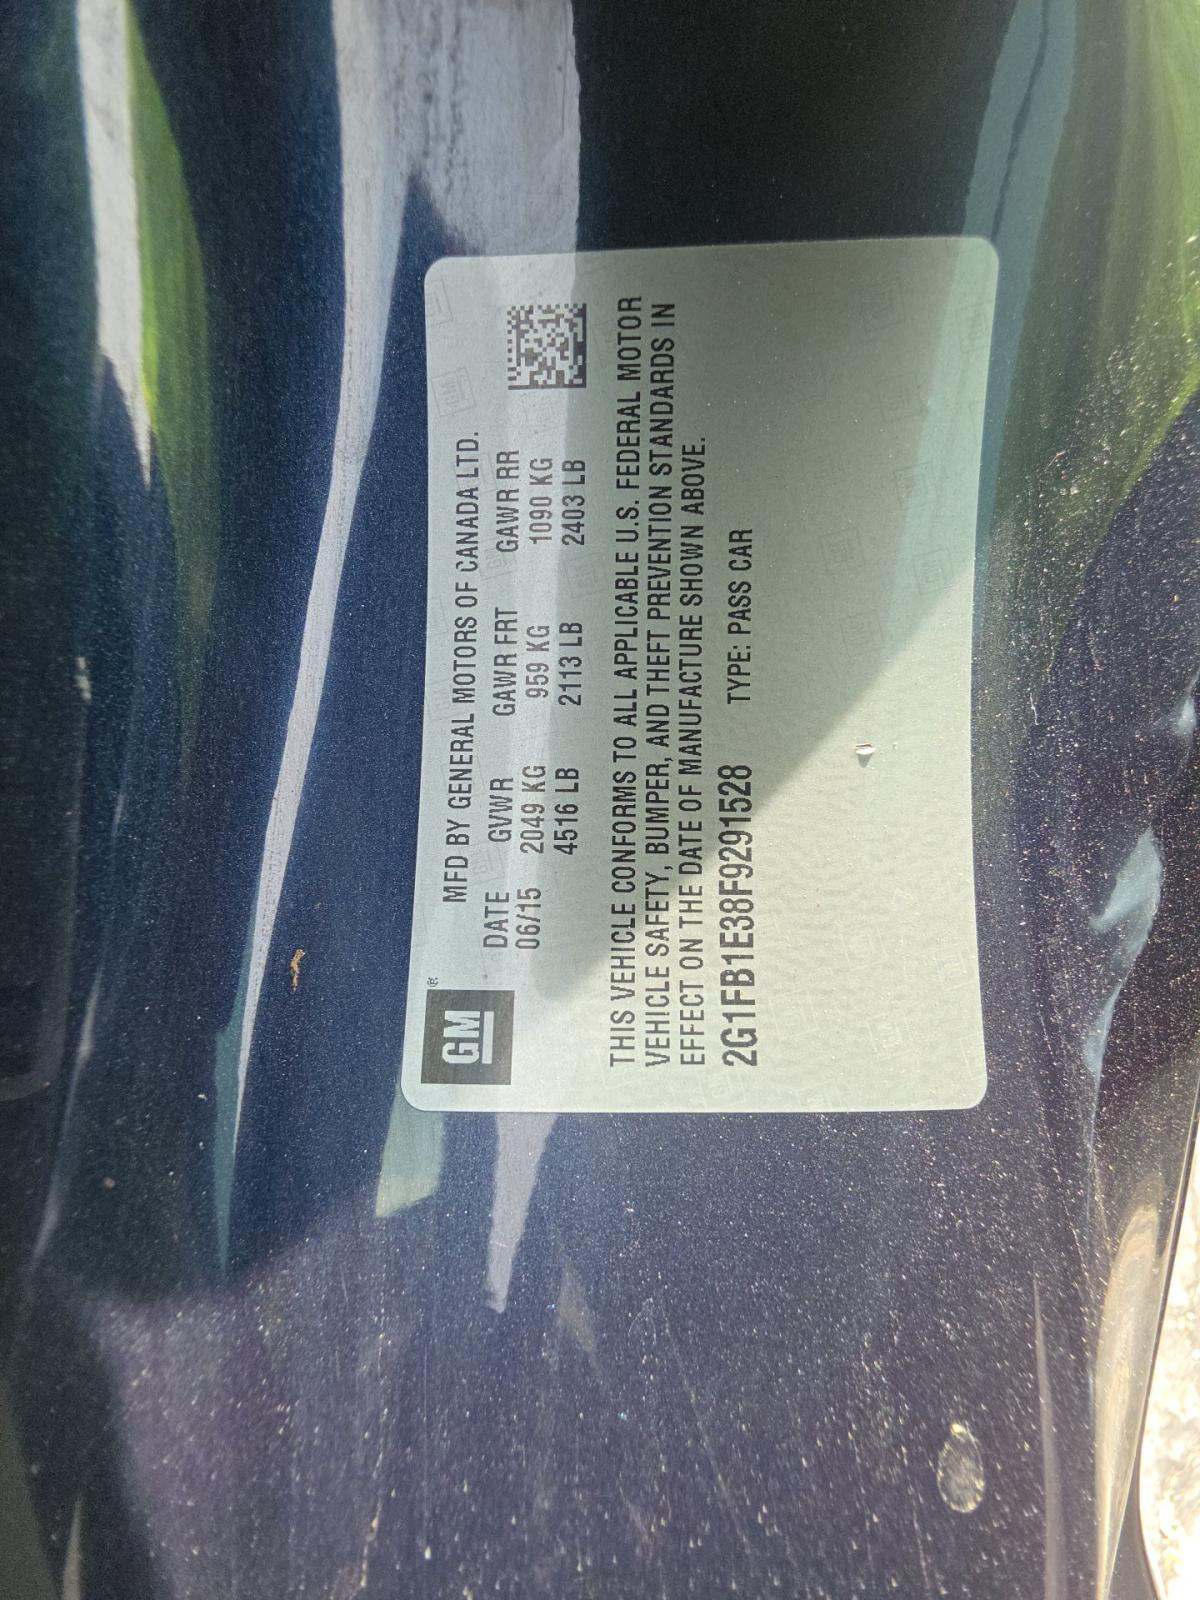 GM®
MFD BY GENERAL MOTORS OF CANADA LTD.
DATE GVWR GAWR FRT GAWR RR
06/15 2049 KG 959 KG 1090 KG
4516 LB 2113 LB 2403 LB
THIS VEHICLE CONFORMS TO ALL APPLICABLE U.S. FEDERAL MOTOR
VEHICLE SAFETY, BUMPER, AND THEFT PREVENTION STANDARDS IN
EFFECT ON THE DATE OF MANUFACTURE SHOWN ABOVE.
2G1FB1E38F9291528 TYPE: PASS CAR